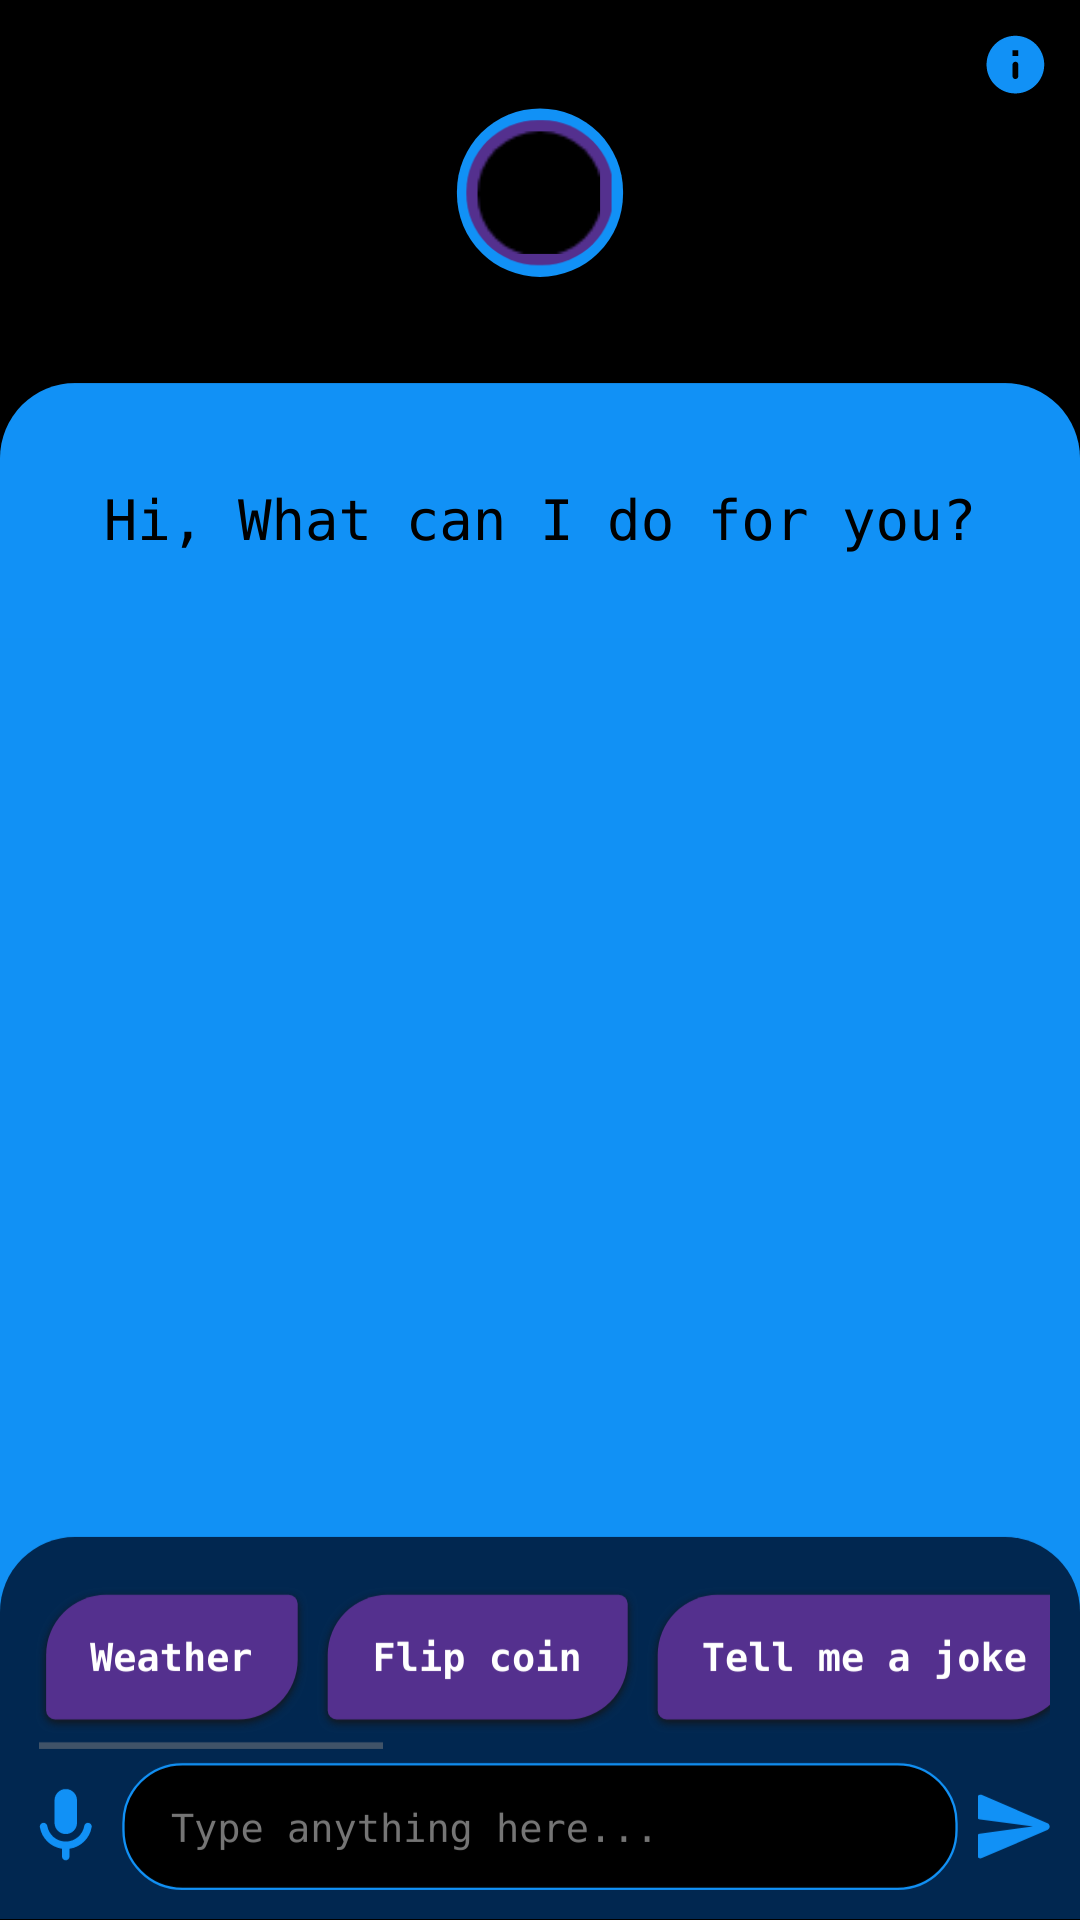 Hi, What can I do for you?
Weather
Flip coin
Tell me a joke
Type anything here...